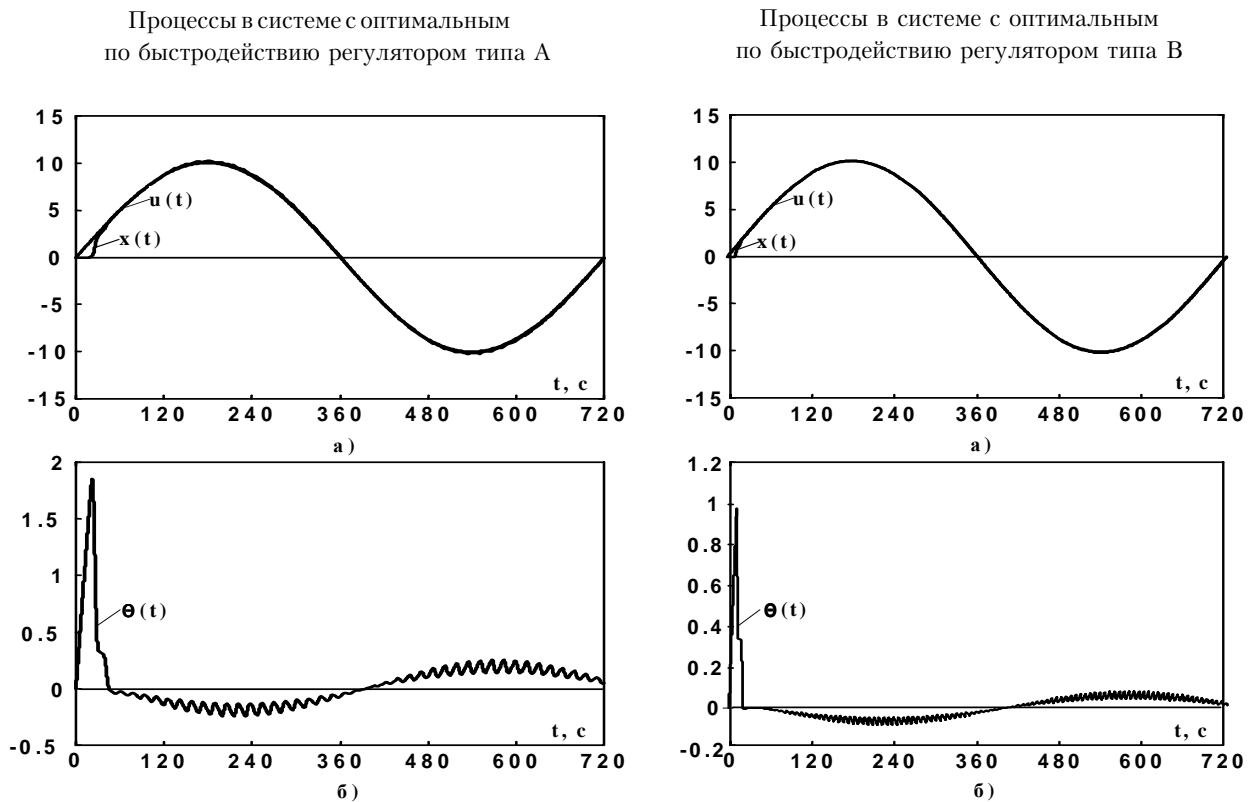 Процессы в системе с оптимальным
по быстродействию регулятором типа А
15
10
5
0
-5
-10
-15
u(t)
x(t)
t, c
0 120 240 360 480 600 720
а)
2
1.5
1
0.5
0
-0.5
Θ(t)
t, c
0 120 240 360 480 600 720
б)
Процессы в системе с оптимальным
по быстродействию регулятором типа В
15
10
5
0
-5
-10
-15
u(t)
x(t)
t, c
0 120 240 360 480 600 720
а)
1.2
1
0.8
0.6
0.4
0.2
0
-0.2
Θ(t)
t, c
0 120 240 360 480 600 720
б)